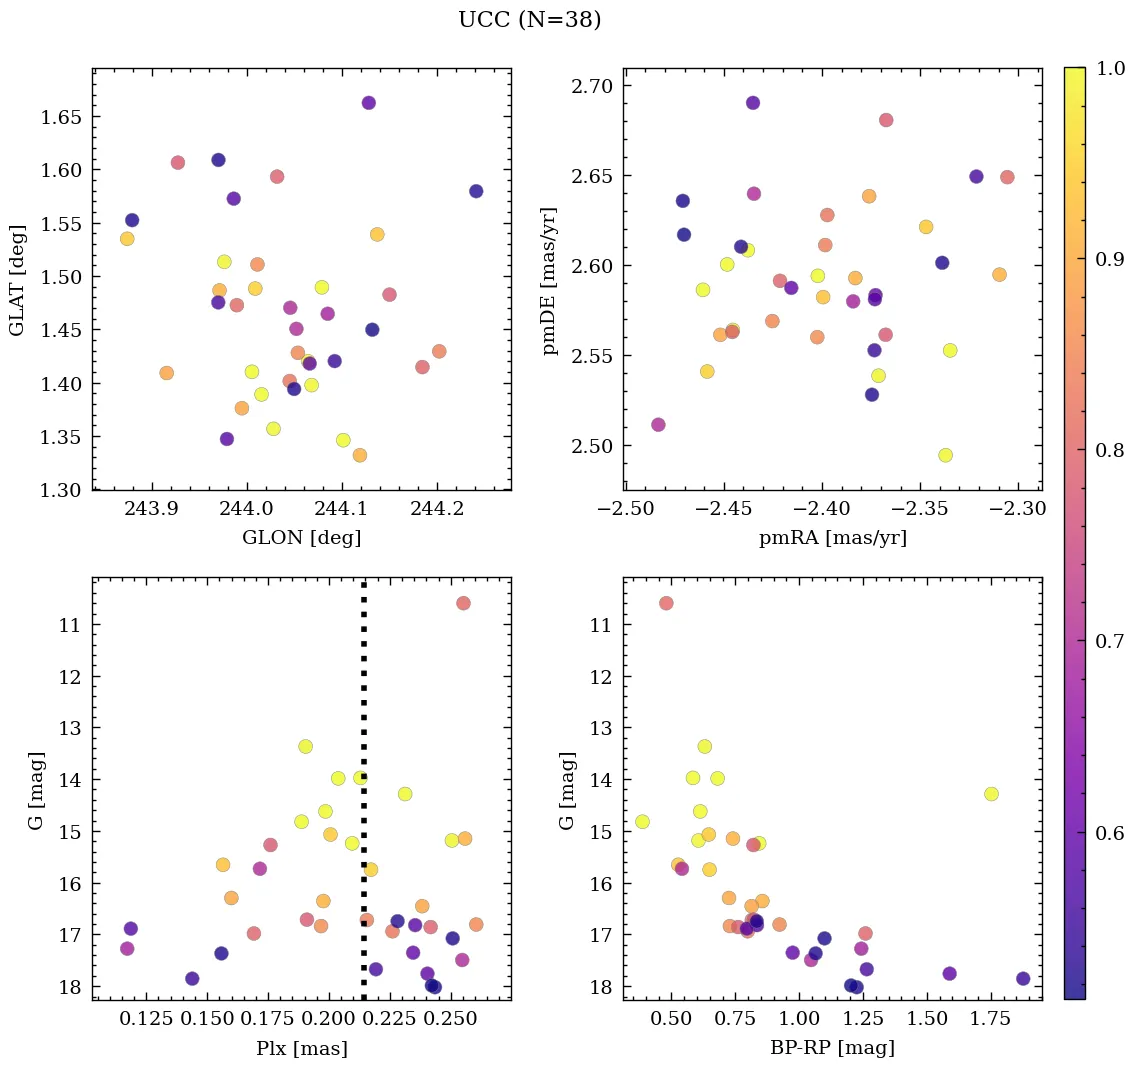 UCC (N=38)
1.65
1.60
1.55
1.50
1.45
1.40
1.35
1.30
GLAT [deg]
243.9 244.0 244.1 244.2
GLON [deg]
2.70
2.65
2.60
2.55
2.50
pmDE [mas/yr]
−2.50 −2.45 −2.40 −2.35 −2.30
pmRA [mas/yr]
11
12
13
14
15
16
17
18
G [mag]
0.125 0.150 0.175 0.200 0.225 0.250
Plx [mas]
11
12
13
14
15
16
17
18
G [mag]
0.50 0.75 1.00 1.25 1.50 1.75
BP-RP [mag]
1.0
0.9
0.8
0.7
0.6